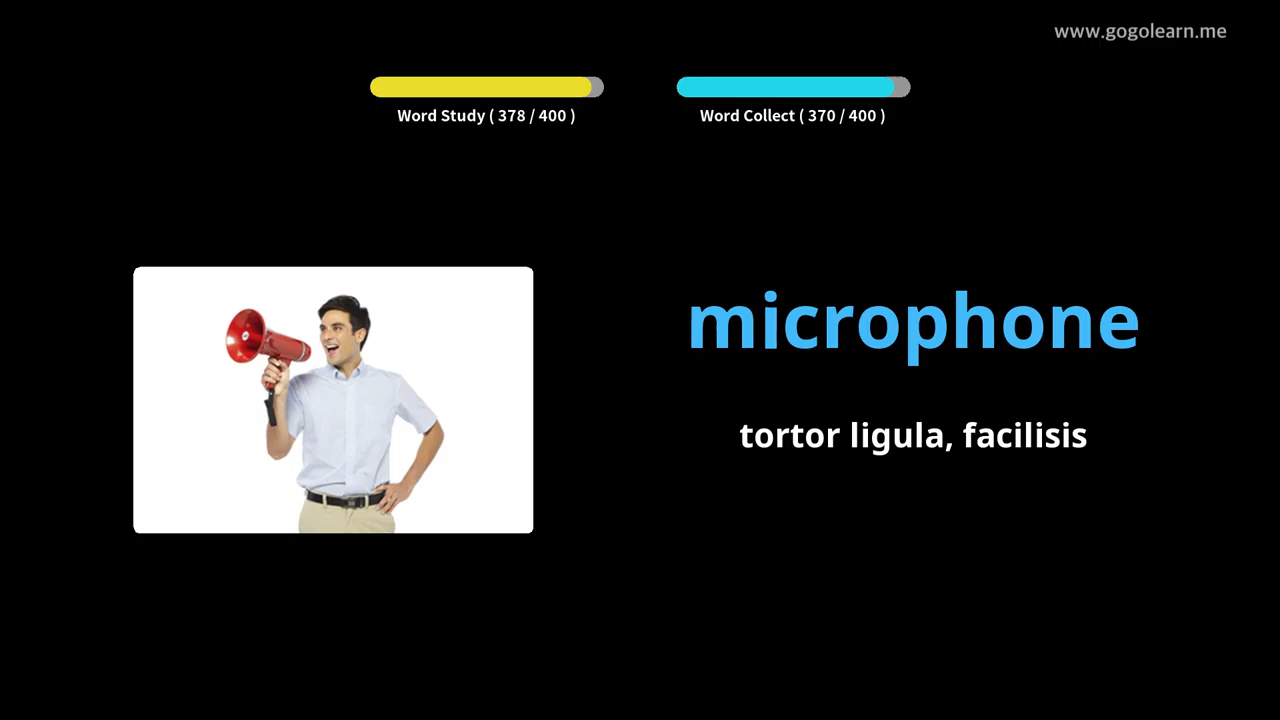 www.gogolearn.me
Word Study ( 378 / 400 )
Word Collect ( 370 / 400 )
microphone
tortor ligula, facilisis